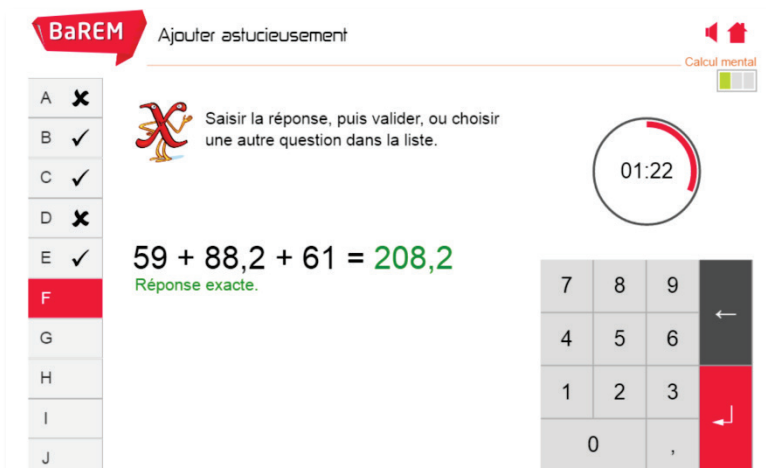 BaREM
Ajouter astucieusement
Calcul mental
A ✘
B ✓
C ✓
D ✘
E ✓
F
G
H
I
J
Saisir la réponse, puis valider, ou choisir
une autre question dans la liste.
01:22
59 + 88,2 + 61 = 208,2
Réponse exacte.
7 8 9 ←
4 5 6
1 2 3 ↵
0 ,